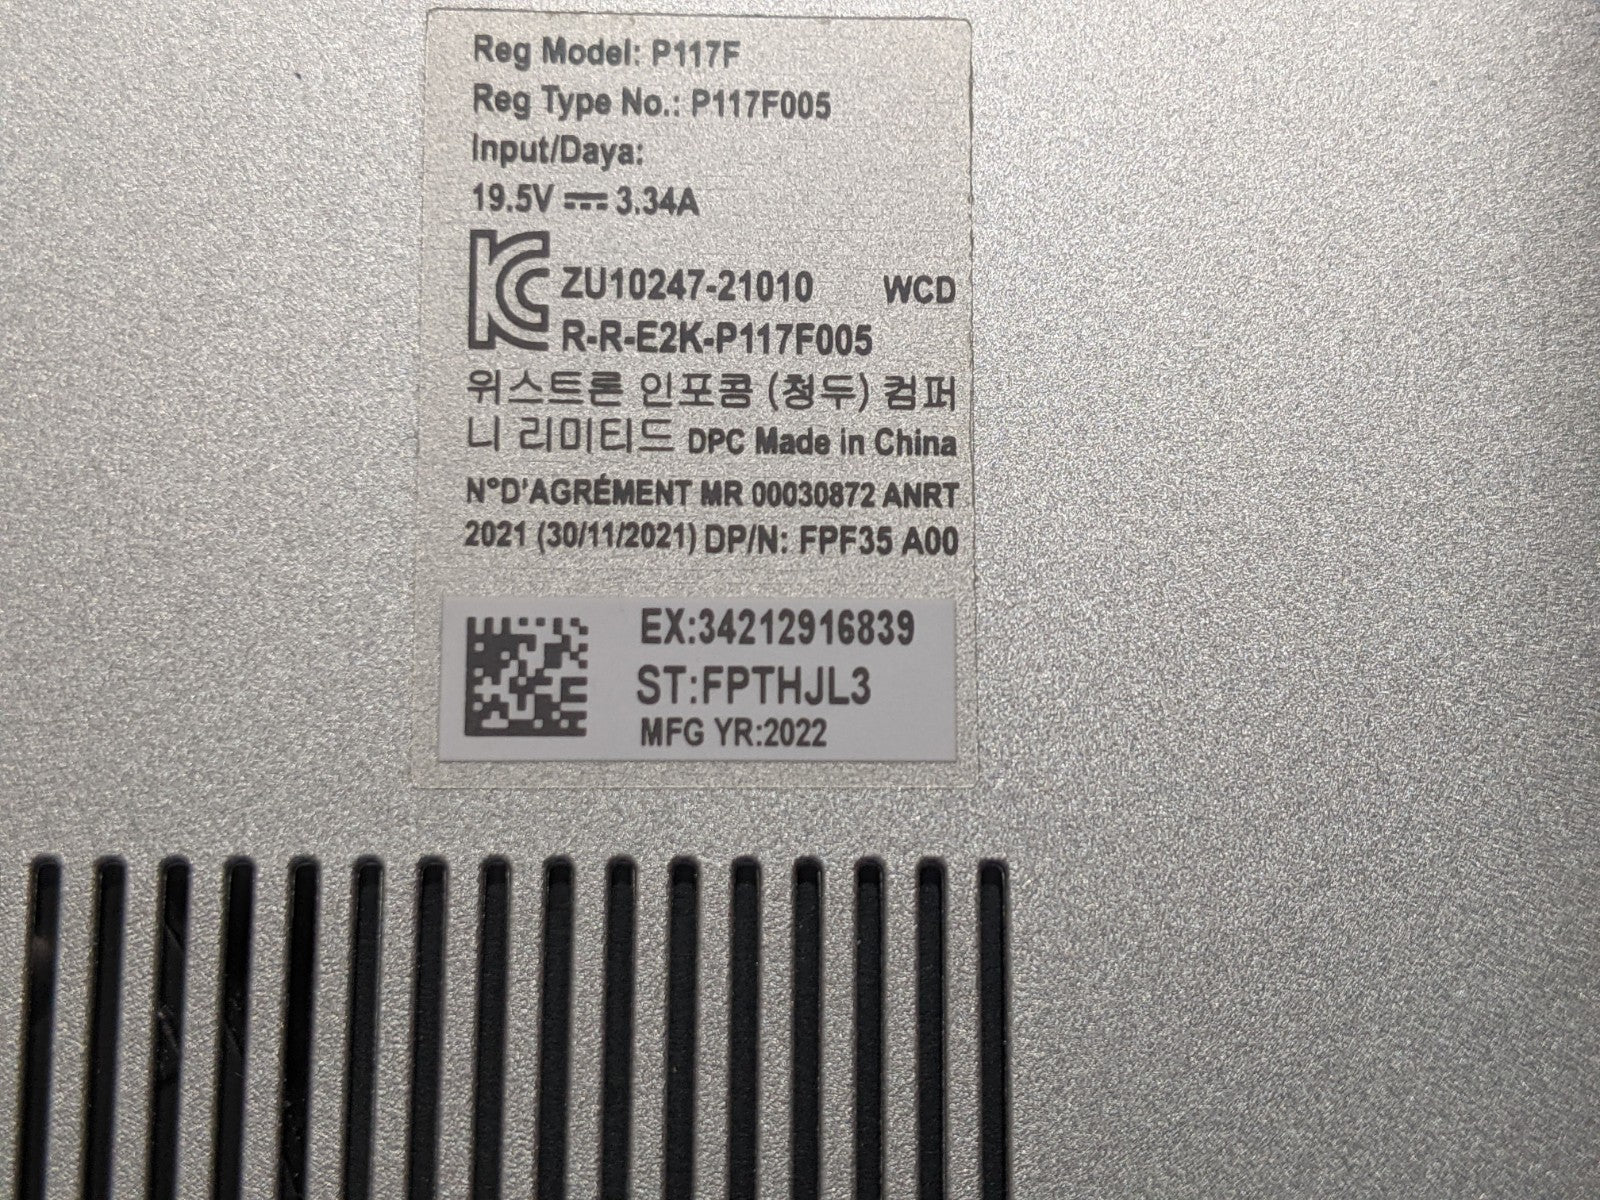 Reg Model: P117F
Reg Type No.: P117F005
Input/Daya:
19.5V ⎓ 3.34A
ZU10247-21010 WCD
R-R-E2K-P117F005
위스트론 인포콤 (청두) 컴퍼
니 리미티드 DPC Made in China
N°D'AGRÉMENT MR 00030872 ANRT
2021 (30/11/2021) DP/N: FPF35 A00
EX:34212916839
ST:FPTHJL3
MFG YR:2022